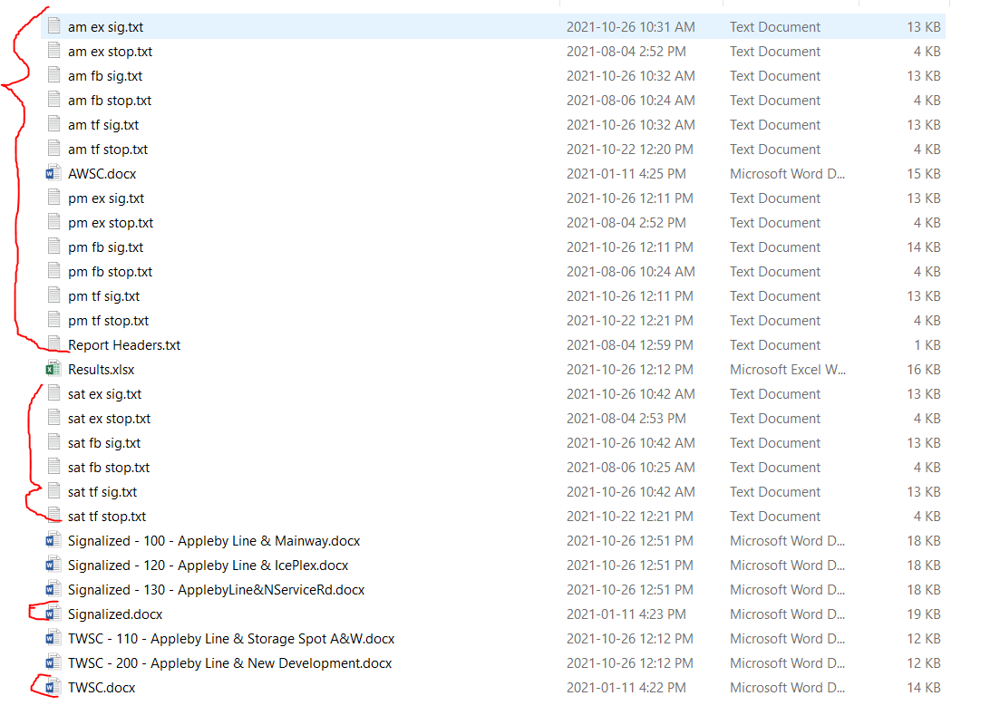 am ex sig.txt 2021-10-26 10:31 AM Text Document 13 KB
am ex stop.txt 2021-08-04 2:52 PM Text Document 4 KB
am fb sig.txt 2021-10-26 10:32 AM Text Document 13 KB
am fb stop.txt 2021-08-06 10:24 AM Text Document 4 KB
am tf sig.txt 2021-10-26 10:32 AM Text Document 13 KB
am tf stop.txt 2021-10-22 12:20 PM Text Document 4 KB
AWSC.docx 2021-01-11 4:25 PM Microsoft Word D... 15 KB
pm ex sig.txt 2021-10-26 12:11 PM Text Document 13 KB
pm ex stop.txt 2021-08-04 2:52 PM Text Document 4 KB
pm fb sig.txt 2021-10-26 12:11 PM Text Document 14 KB
pm fb stop.txt 2021-08-06 10:24 AM Text Document 4 KB
pm tf sig.txt 2021-10-26 12:11 PM Text Document 13 KB
pm tf stop.txt 2021-10-22 12:21 PM Text Document 4 KB
Report Headers.txt 2021-08-04 12:59 PM Text Document 1 KB
Results.xlsx 2021-10-26 12:12 PM Microsoft Excel W... 16 KB
sat ex sig.txt 2021-10-26 10:42 AM Text Document 13 KB
sat ex stop.txt 2021-08-04 2:53 PM Text Document 4 KB
sat fb sig.txt 2021-10-26 10:42 AM Text Document 13 KB
sat fb stop.txt 2021-08-06 10:25 AM Text Document 4 KB
sat tf sig.txt 2021-10-26 10:42 AM Text Document 13 KB
sat tf stop.txt 2021-10-22 12:21 PM Text Document 4 KB
Signalized - 100 - Appleby Line & Mainway.docx 2021-10-26 12:51 PM Microsoft Word D... 18 KB
Signalized - 120 - Appleby Line & IcePlex.docx 2021-10-26 12:51 PM Microsoft Word D... 18 KB
Signalized - 130 - ApplebyLine&NServiceRd.docx 2021-10-26 12:51 PM Microsoft Word D... 18 KB
Signalized.docx 2021-01-11 4:23 PM Microsoft Word D... 19 KB
TWSC - 110 - Appleby Line & Storage Spot A&W.docx 2021-10-26 12:12 PM Microsoft Word D... 12 KB
TWSC - 200 - Appleby Line & New Development.docx 2021-10-26 12:12 PM Microsoft Word D... 12 KB
TWSC.docx 2021-01-11 4:22 PM Microsoft Word D... 14 KB